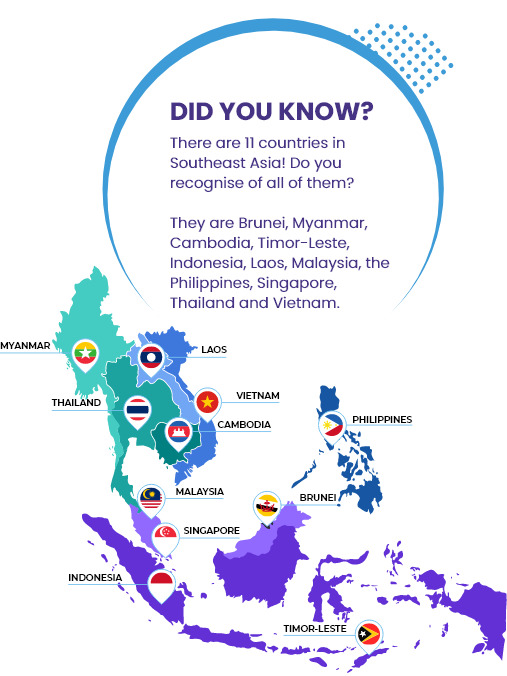 DID YOU KNOW?
There are 11 countries in
Southeast Asia! Do you
recognise of all of them?
They are Brunei, Myanmar,
Cambodia, Timor-Leste,
Indonesia, Laos, Malaysia, the
Philippines, Singapore,
Thailand and Vietnam.
MYANMAR
LAOS
VIETNAM
THAILAND
PHILIPPINES
CAMBODIA
MALAYSIA
BRUNEI
SINGAPORE
INDONESIA
TIMOR-LESTE